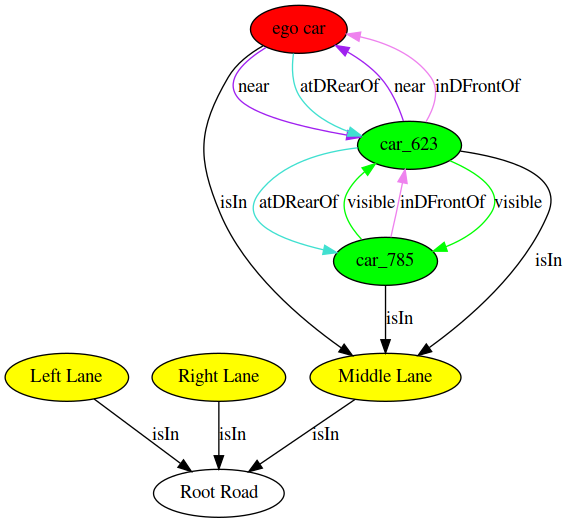 ego car
near
atDRearOf
near
inDFrontOf
car_623
isIn
atDRearOf
visible
inDFrontOf
visible
car_785
isIn
isIn
Left Lane
Right Lane
Middle Lane
isIn
isIn
isIn
Root Road